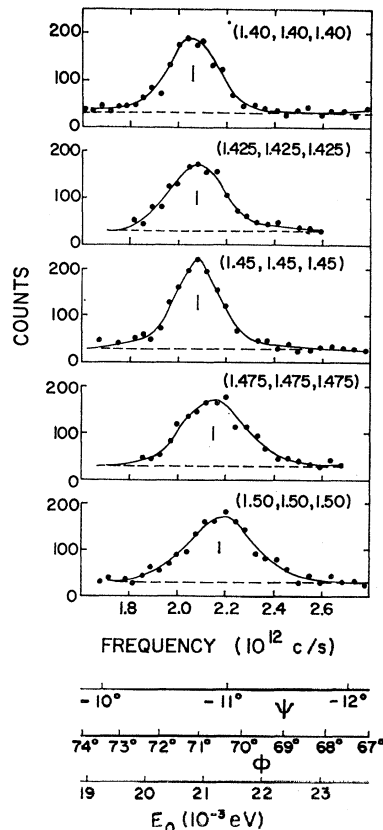 (1.40, 1.40, 1.40)
200
100
0
(1.425, 1.425, 1.425)
200
100
0
(1.45, 1.45, 1.45)
200
100
0
(1.475, 1.475, 1.475)
200
100
0
(1.50, 1.50, 1.50)
200
100
0
COUNTS
1.8 2.0 2.2 2.4 2.6
FREQUENCY (10¹² c/s)
-10° -11° -12°
Ψ
74° 73° 72° 71° 70° 69° 68° 67°
Φ
19 20 21 22 23
E₀ (10⁻³ eV)